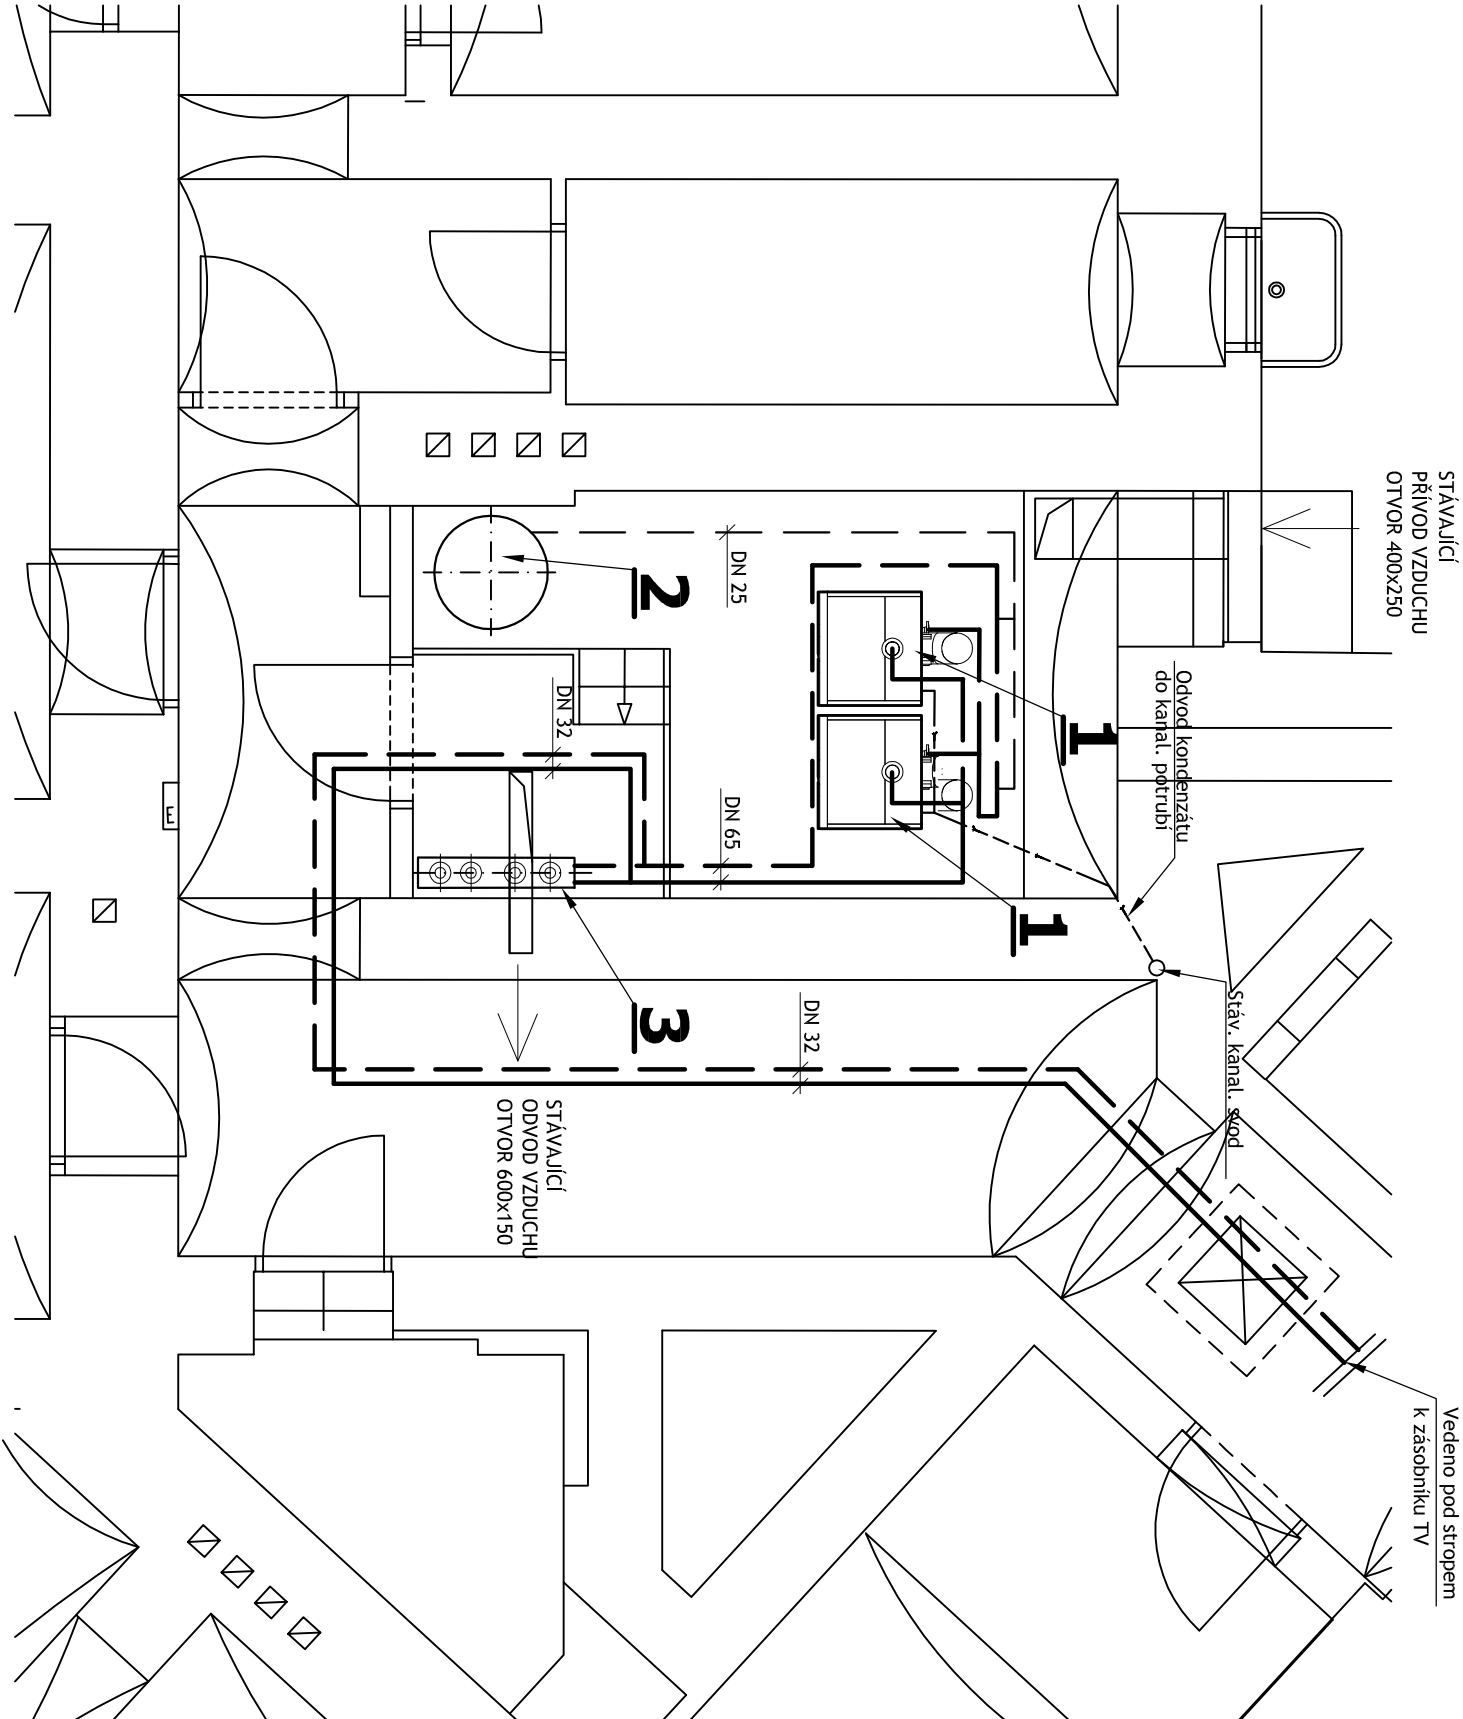 STÁVAJÍCÍ
PŘÍVOD VZDUCHU
OTVOR 400x250
Odvod kondenzátu
do kanal. potrubí
1
2
DN 25
DN 32
DN 65
1
3
Stáv. kanal. svod
DN 32
STÁVAJÍCÍ
ODVOD VZDUCHU
OTVOR 600x150
Vedeno pod stropem
k zásobníku TV
E